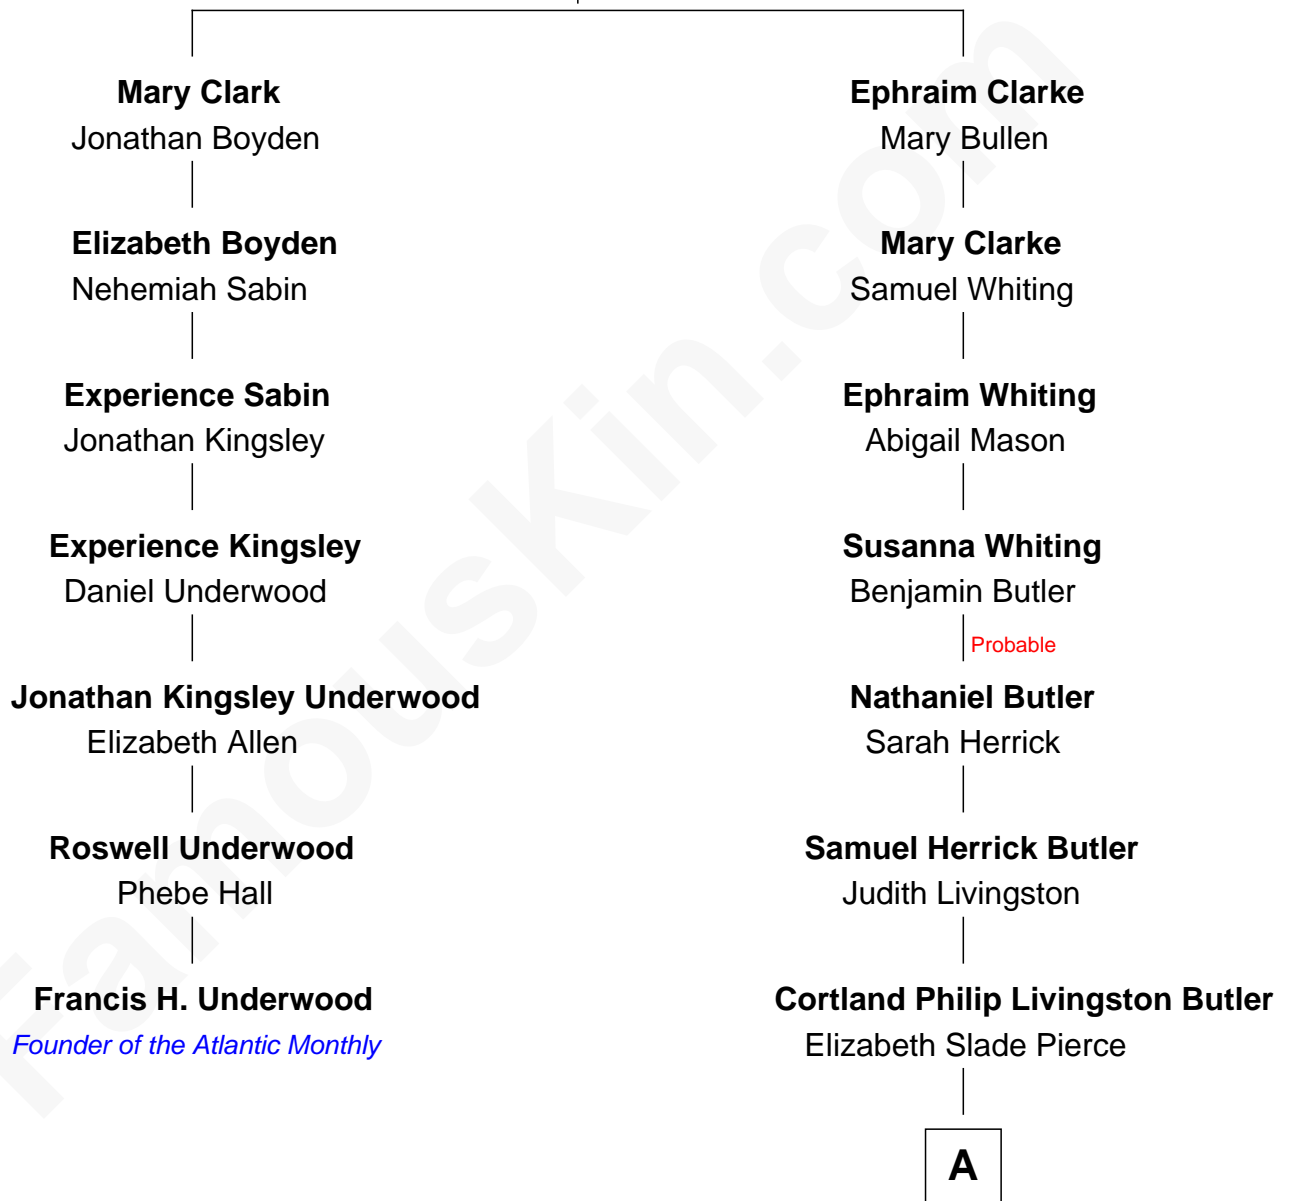 Mary Clark
Jonathan Boyden
Elizabeth Boyden
Nehemiah Sabin
Experience Sabin
Jonathan Kingsley
Experience Kingsley
Daniel Underwood
Jonathan Kingsley Underwood
Elizabeth Allen
Roswell Underwood
Phebe Hall
Francis H. Underwood
Founder of the Atlantic Monthly
Ephraim Clarke
Mary Bullen
Mary Clarke
Samuel Whiting
Ephraim Whiting
Abigail Mason
Susanna Whiting
Benjamin Butler
Probable
Nathaniel Butler
Sarah Herrick
Samuel Herrick Butler
Judith Livingston
Cortland Philip Livingston Butler
Elizabeth Slade Pierce
A
FamousKin.com